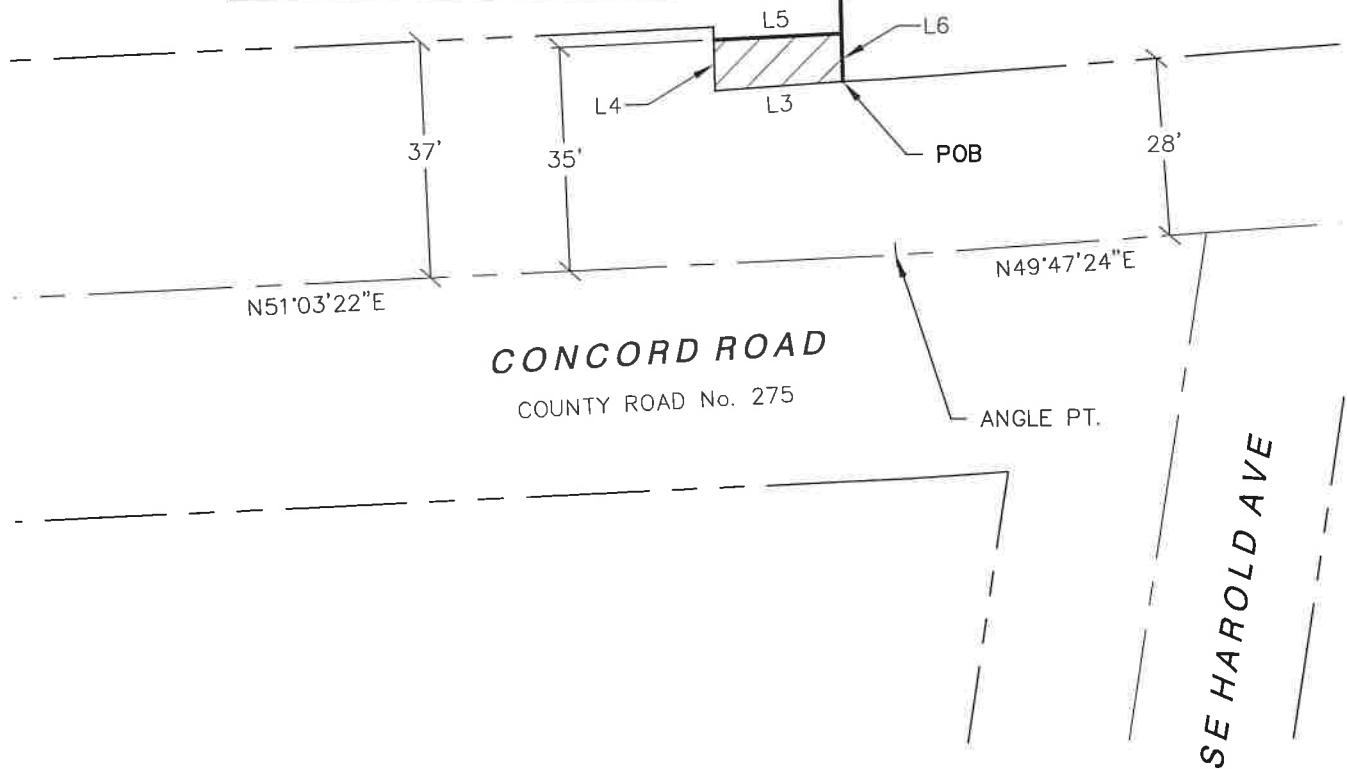 L5
L6
L4
L3
37'
35'
POB
28'
N51°03'22"E
N49°47'24"E
CONCORD ROAD
COUNTY ROAD No. 275
ANGLE PT.
SE HAROLD AVE